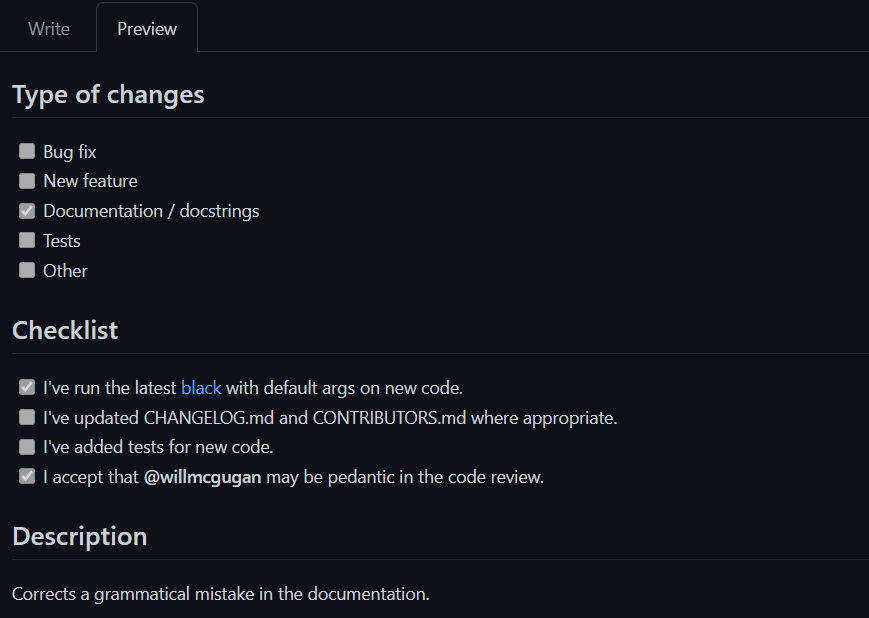 Write
Preview
Type of changes
Bug fix
New feature
Documentation / docstrings
Tests
Other
Checklist
I've run the latest black with default args on new code.
I've updated CHANGELOG.md and CONTRIBUTORS.md where appropriate.
I've added tests for new code.
I accept that @willmcgugan may be pedantic in the code review.
Description
Corrects a grammatical mistake in the documentation.